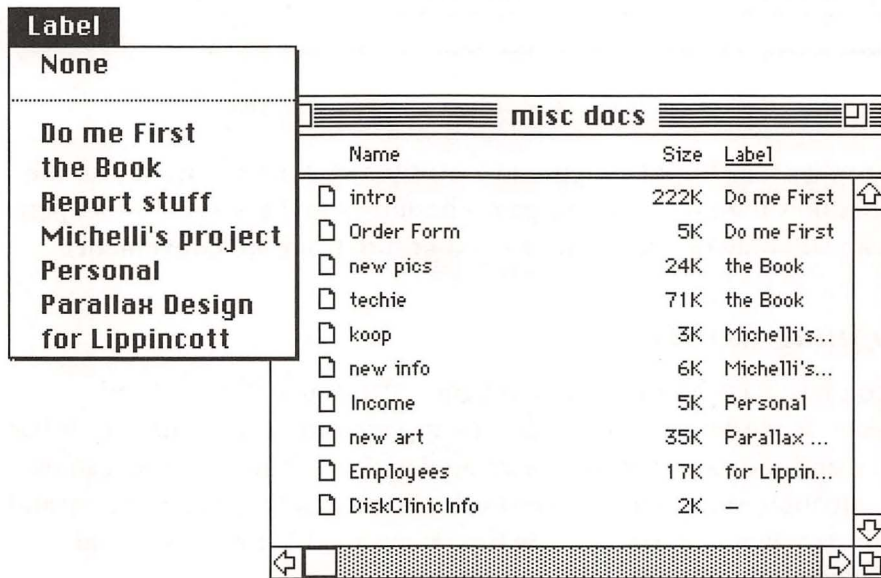 Label
None
Do me First
the Book
Report stuff
Michelli's project
Personal
Parallax Design
for Lippincott
misc docs
Name Size Label
intro 222K Do me First
Order Form 5K Do me First
new pics 24K the Book
techie 71K the Book
koop 3K Michelli's...
new info 6K Michelli's...
Income 5K Personal
new art 35K Parallax ...
Employees 17K for Lippin...
DiskClinicInfo 2K –